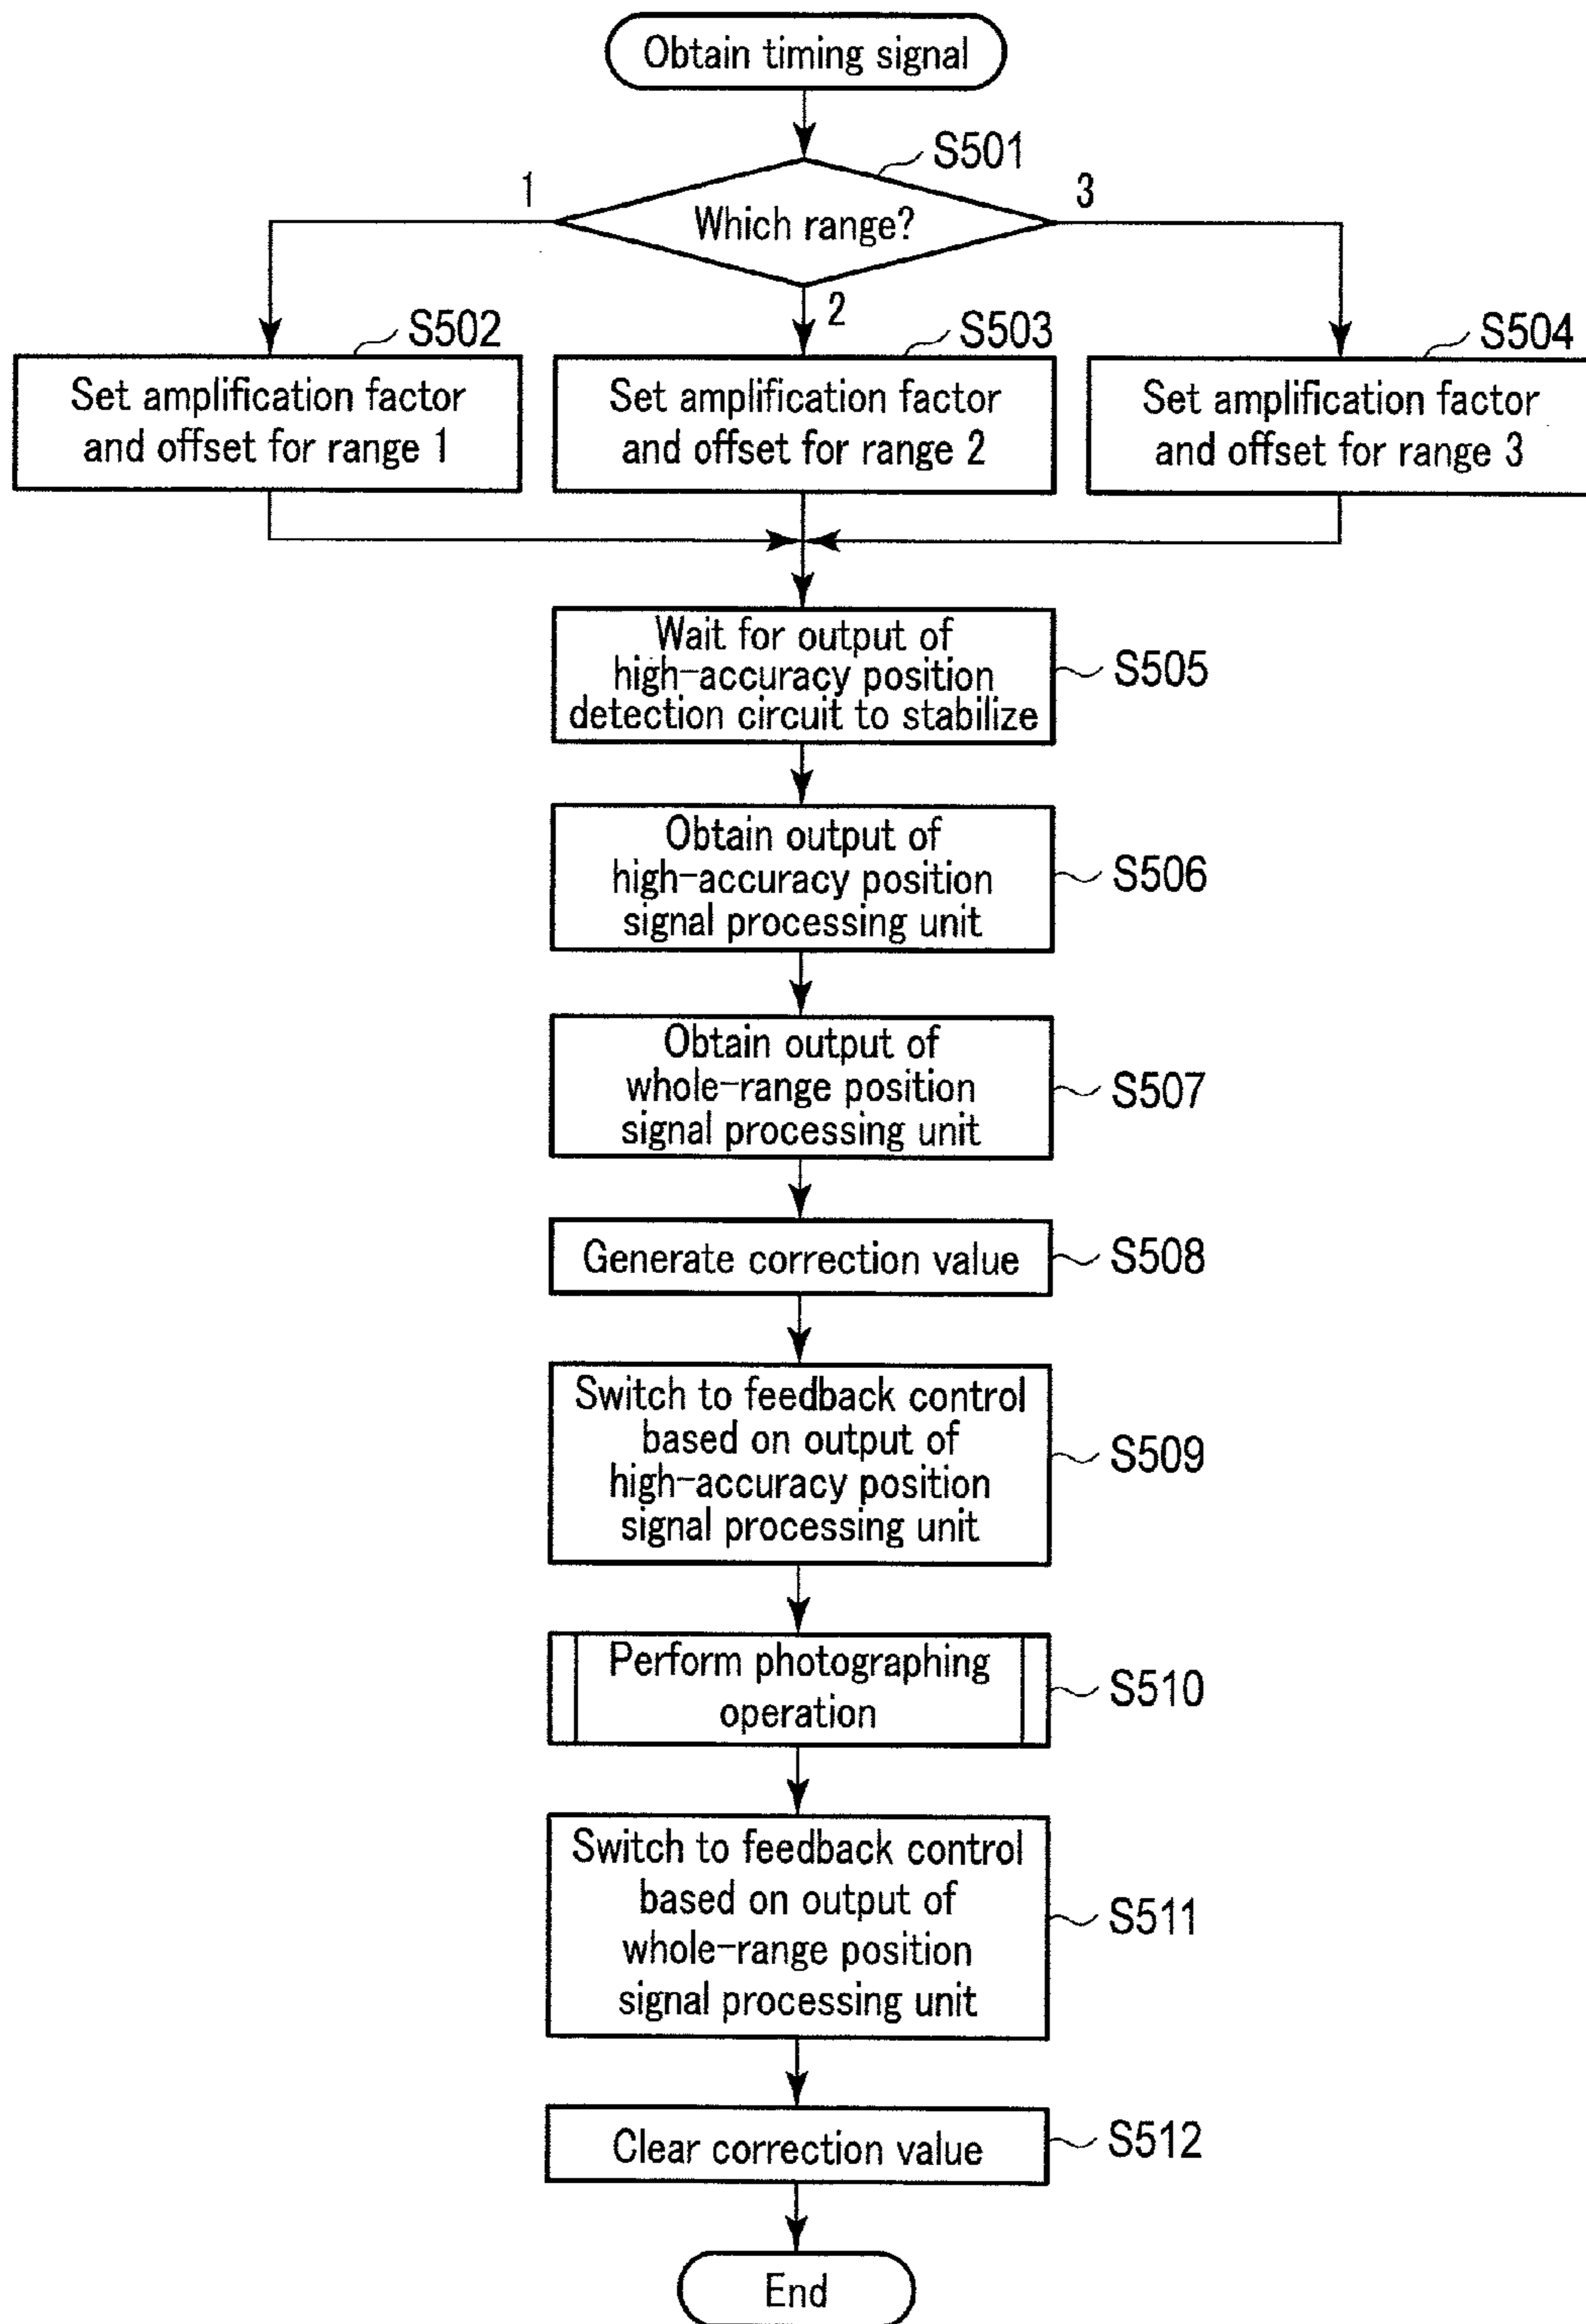 Obtain timing signal
S501
1
3
Which range?
2
S502
S503
S504
Set amplification factor
and offset for range 1
Set amplification factor
and offset for range 2
Set amplification factor
and offset for range 3
Wait for output of
high-accuracy position
detection circuit to stabilize
S505
Obtain output of
high-accuracy position
signal processing unit
S506
Obtain output of
whole-range position
signal processing unit
S507
Generate correction value
S508
Switch to feedback control
based on output of
high-accuracy position
signal processing unit
S509
Perform photographing
operation
S510
Switch to feedback control
based on output of
whole-range position
signal processing unit
S511
Clear correction value
S512
End